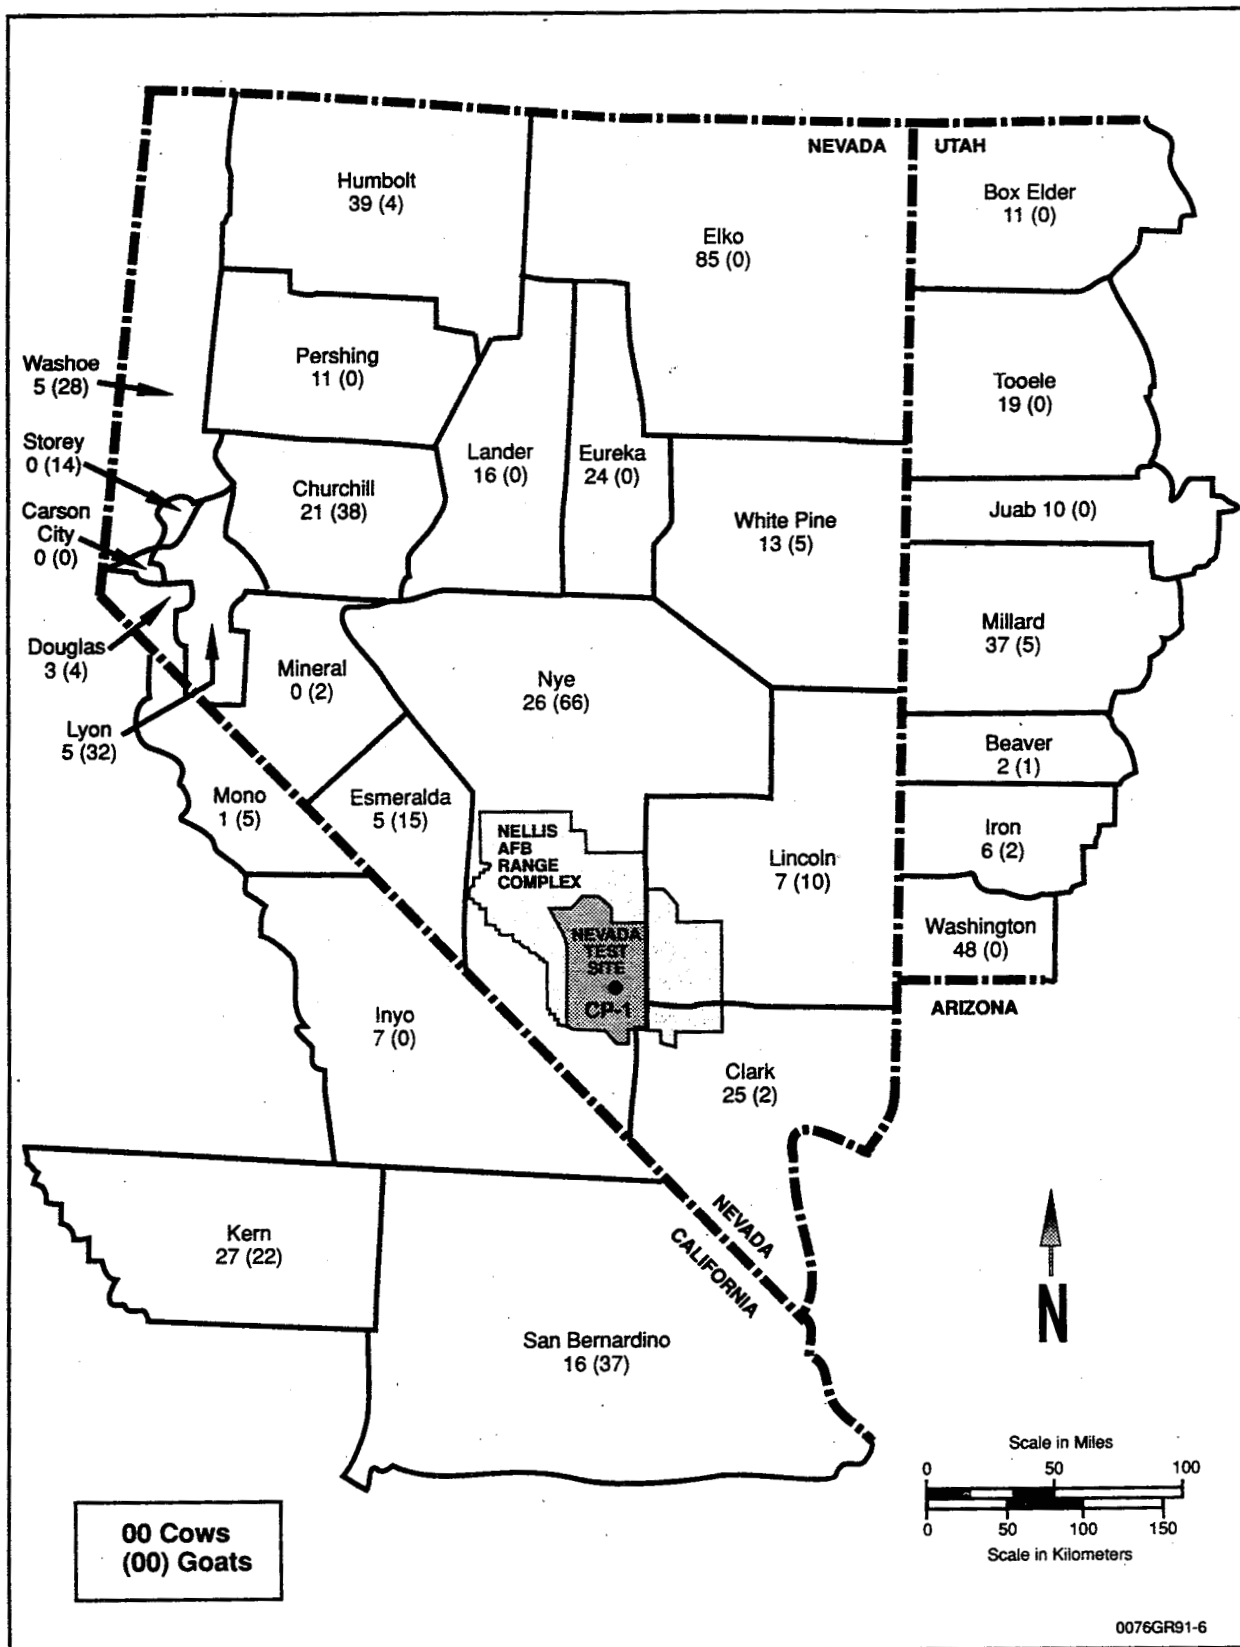 NEVADA
UTAH
Humbolt
39 (4)
Elko
85 (0)
Box Elder
11 (0)
Washoe
5 (28)
Pershing
11 (0)
Tooele
19 (0)
Storey
0 (14)
Lander
16 (0)
Eureka
24 (0)
Churchill
21 (38)
Carson
City
0 (0)
White Pine
13 (5)
Juab 10 (0)
Douglas
3 (4)
Mineral
0 (2)
Nye
26 (66)
Millard
37 (5)
Lyon
5 (32)
Beaver
2 (1)
Mono
1 (5)
Esmeralda
5 (15)
NELLIS
AFB
RANGE
COMPLEX
Lincoln
7 (10)
Iron
6 (2)
NEVADA
TEST
SITE
CP-1
Washington
48 (0)
ARIZONA
Inyo
7 (0)
Clark
25 (2)
NEVADA
CALIFORNIA
Kern
27 (22)
N
San Bernardino
16 (37)
Scale in Miles
0 50 100
0 50 100 150
Scale in Kilometers
00 Cows
(00) Goats
0076GR91-6